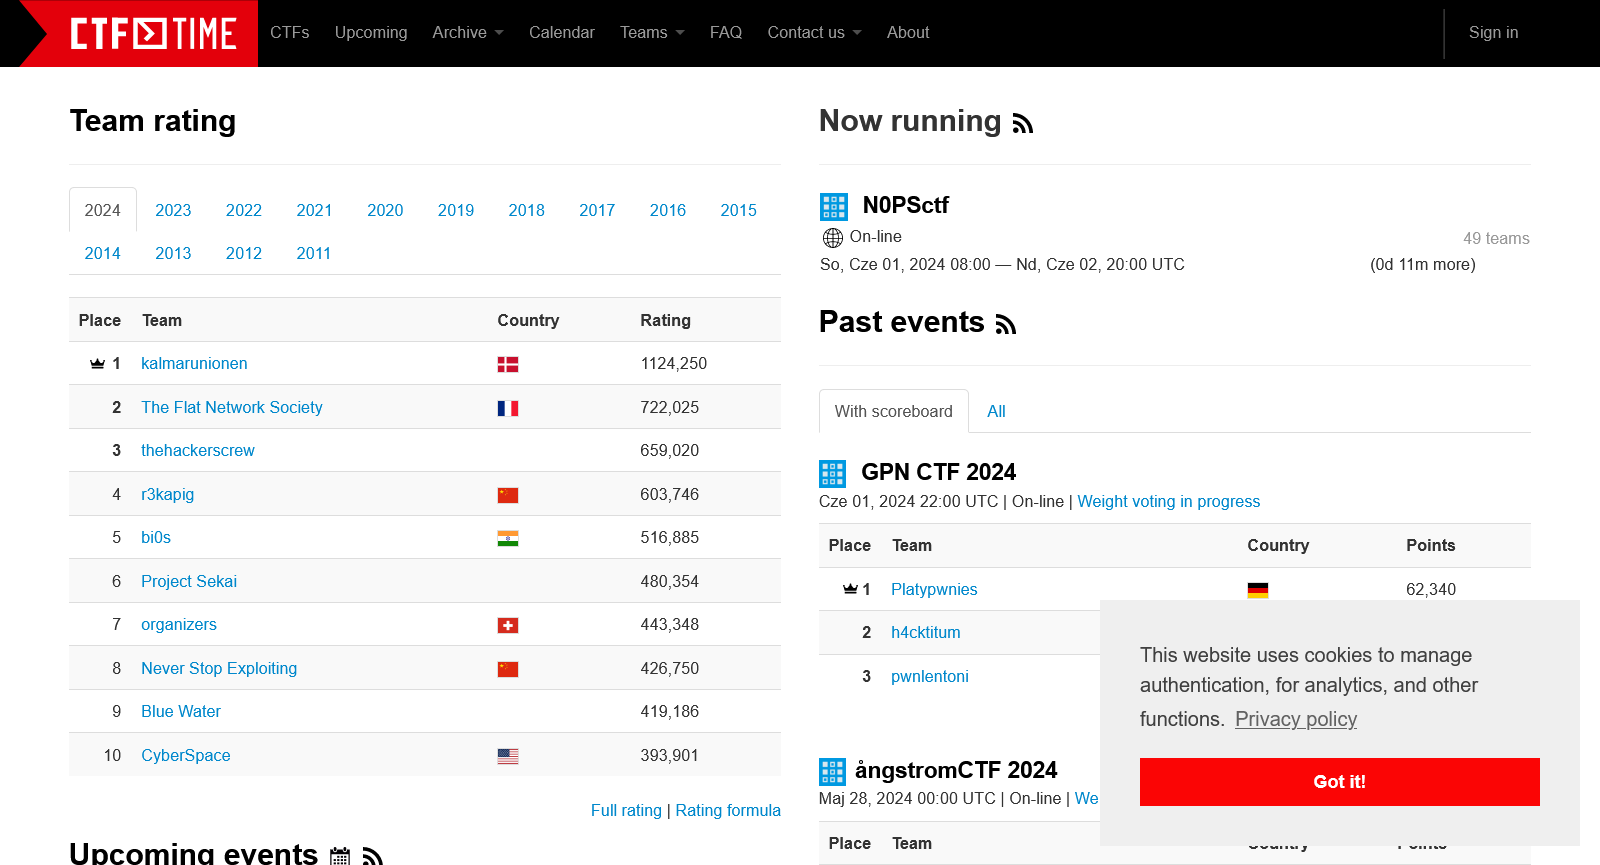 CTF TIME
CTFs Upcoming Archive Calendar Teams FAQ Contact us About Sign in
Team rating
2024 2023 2022 2021 2020 2019 2018 2017 2016 2015
2014 2013 2012 2011
Place Team Country Rating
1 kalmarunionen 1124,250
2 The Flat Network Society 722,025
3 thehackerscrew 659,020
4 r3kapig 603,746
5 bi0s 516,885
6 Project Sekai 480,354
7 organizers 443,348
8 Never Stop Exploiting 426,750
9 Blue Water 419,186
10 CyberSpace 393,901
Full rating | Rating formula
Upcoming events
Now running
N0PSctf
On-line
49 teams
So, Cze 01, 2024 08:00 — Nd, Cze 02, 20:00 UTC (0d 11m more)
Past events
With scoreboard All
GPN CTF 2024
Cze 01, 2024 22:00 UTC | On-line | Weight voting in progress
Place Team Country Points
1 Platypwnies 62,340
2 h4cktitum
3 pwnlentoni
ångstromCTF 2024
Maj 28, 2024 00:00 UTC | On-line | We
Place Team Country Points
This website uses cookies to manage
authentication, for analytics, and other
functions. Privacy policy
Got it!